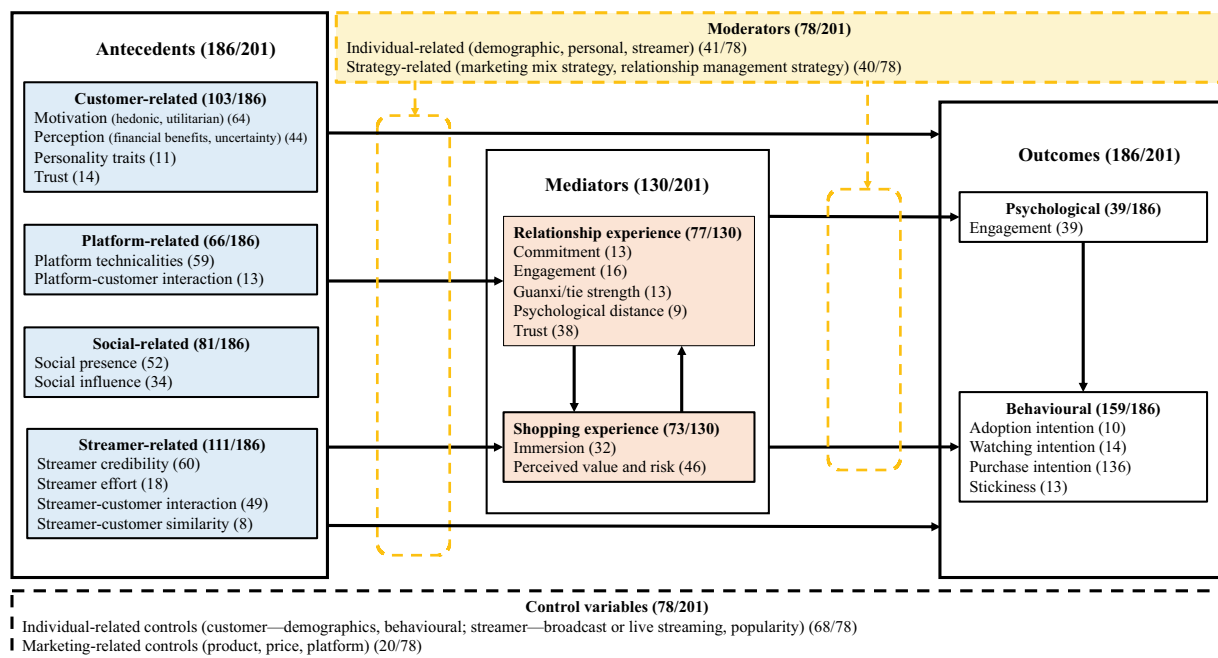 Antecedents (186/201)
Customer-related (103/186)
Motivation (hedonic, utilitarian) (64)
Perception (financial benefits, uncertainty) (44)
Personality traits (11)
Trust (14)
Platform-related (66/186)
Platform technicalities (59)
Platform-customer interaction (13)
Social-related (81/186)
Social presence (52)
Social influence (34)
Streamer-related (111/186)
Streamer credibility (60)
Streamer effort (18)
Streamer-customer interaction (49)
Streamer-customer similarity (8)
Moderators (78/201)
Individual-related (demographic, personal, streamer) (41/78)
Strategy-related (marketing mix strategy, relationship management strategy) (40/78)
Mediators (130/201)
Relationship experience (77/130)
Commitment (13)
Engagement (16)
Guanxi/tie strength (13)
Psychological distance (9)
Trust (38)
Shopping experience (73/130)
Immersion (32)
Perceived value and risk (46)
Outcomes (186/201)
Psychological (39/186)
Engagement (39)
Behavioural (159/186)
Adoption intention (10)
Watching intention (14)
Purchase intention (136)
Stickiness (13)
Control variables (78/201)
Individual-related controls (customer—demographics, behavioural; streamer—broadcast or live streaming, popularity) (68/78)
Marketing-related controls (product, price, platform) (20/78)